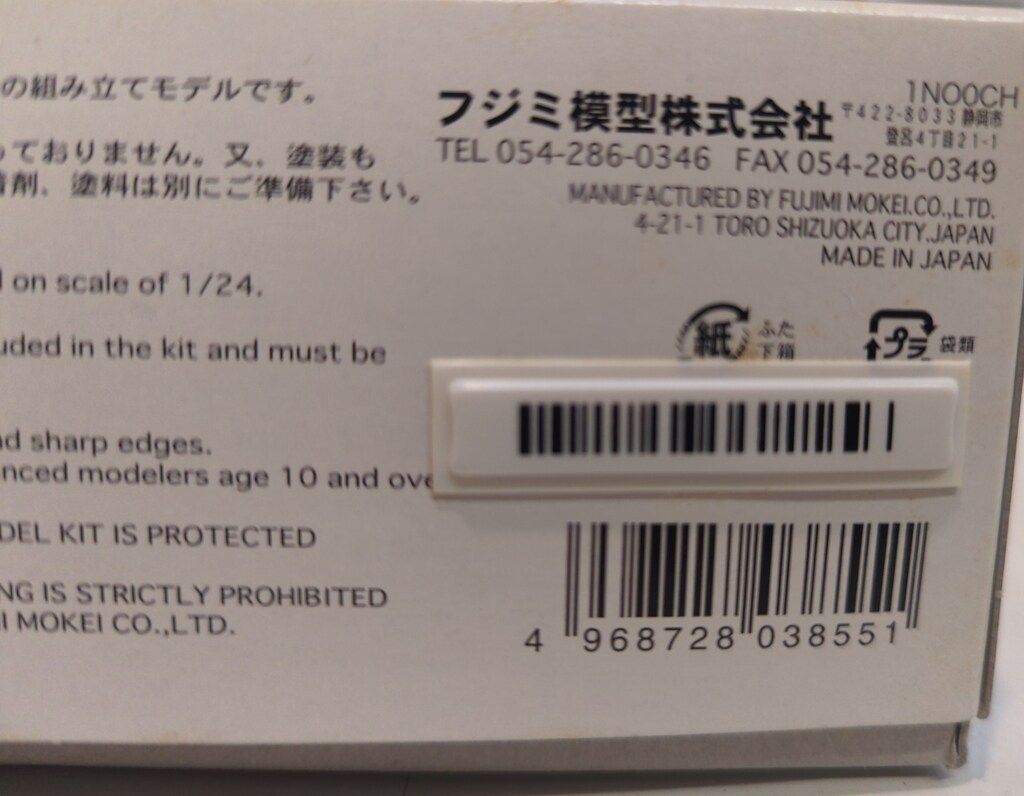 の組み立てモデルです。
ておりません。又、塗装も
剤、塗料は別にご準備下さい。
on scale of 1/24.
uded in the kit and must be
d sharp edges.
nced modelers age 10 and ove
DEL KIT IS PROTECTED
NG IS STRICTLY PROHIBITED
I MOKEI CO.,LTD.
1NO0CH
フジミ模型株式会社 〒422-8033 静岡市
登呂4丁目21-1
TEL 054-286-0346 FAX 054-286-0349
MANUFACTURED BY FUJIMI MOKEI.CO.,LTD.
4-21-1 TORO SHIZUOKA CITY.JAPAN
MADE IN JAPAN
紙 ふた
下箱
プラ 袋類
4 968728 038551